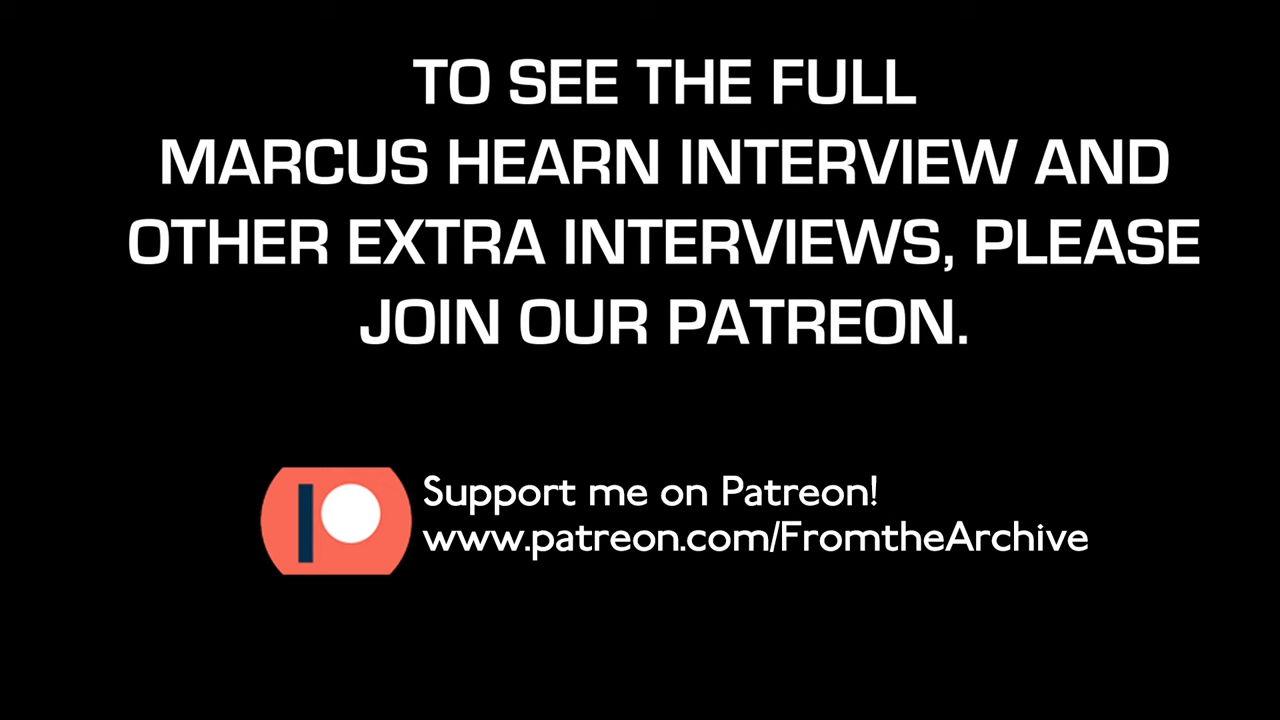 TO SEE THE FULL
MARCUS HEARN INTERVIEW AND
OTHER EXTRA INTERVIEWS, PLEASE
JOIN OUR PATREON.
Support me on Patreon!
www.patreon.com/FromtheArchive